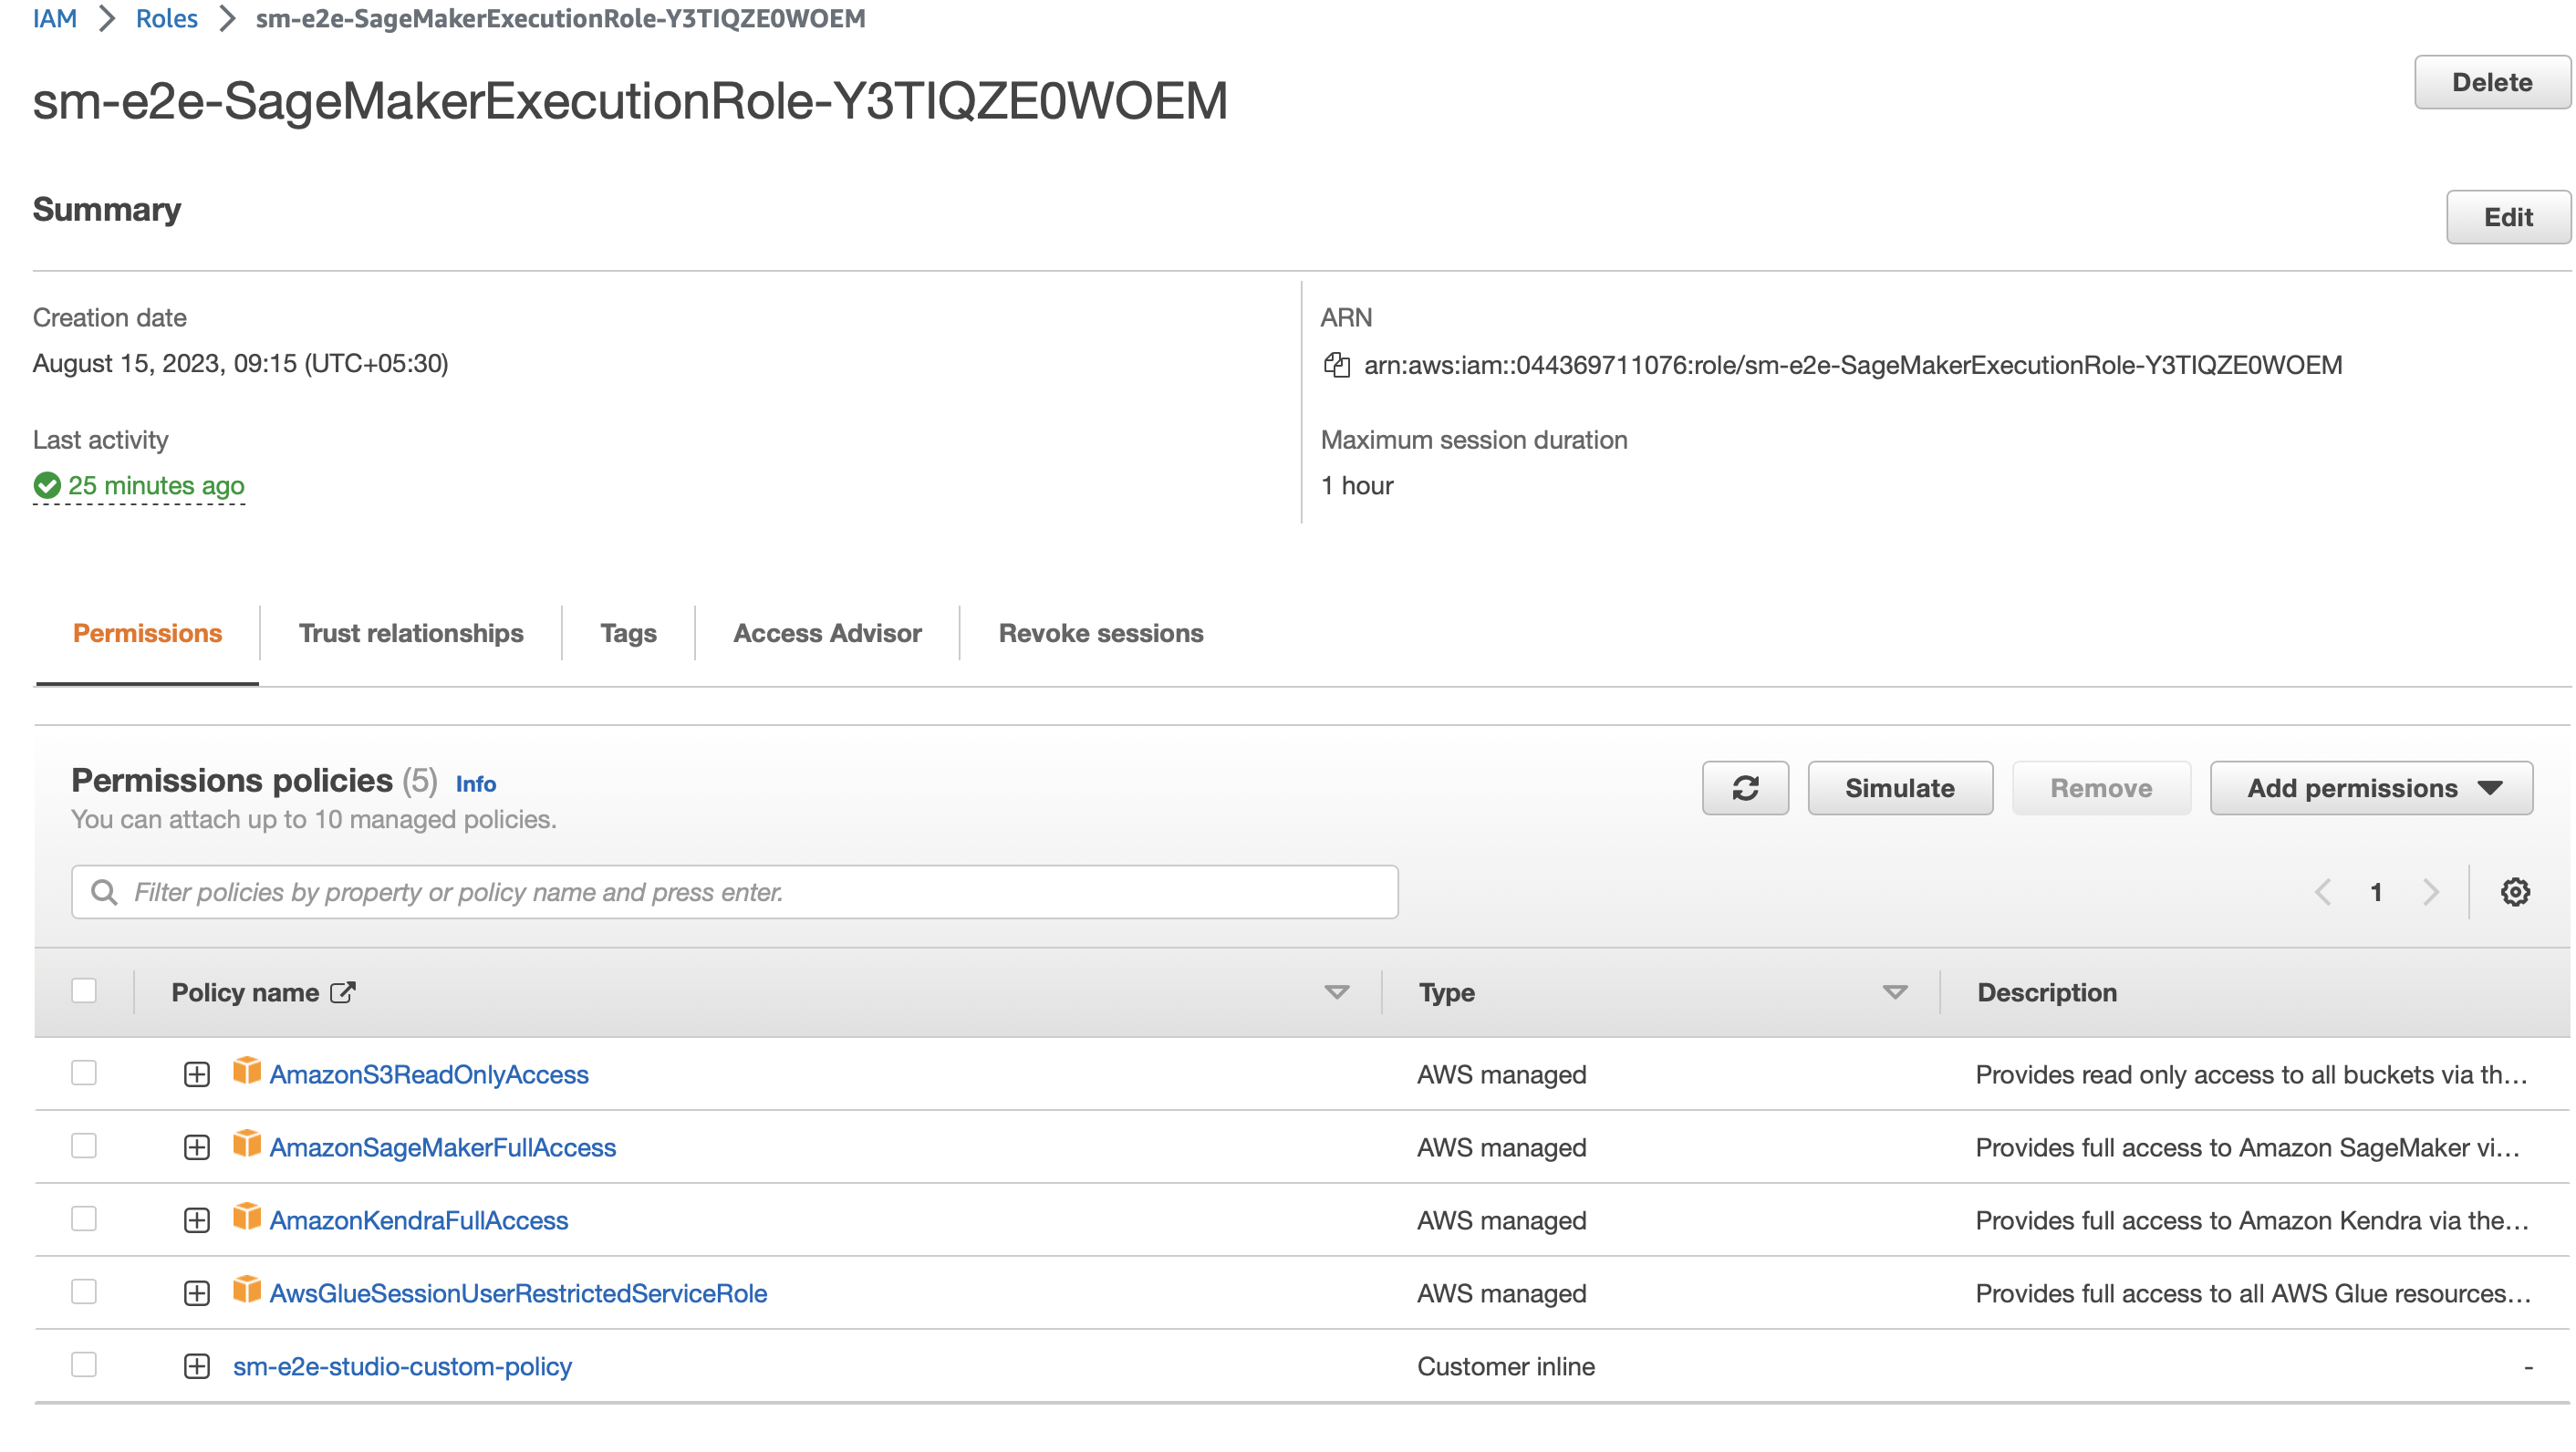 IAM > Roles > sm-e2e-SageMakerExecutionRole-Y3TIQZE0WOEM
sm-e2e-SageMakerExecutionRole-Y3TIQZE0WOEM
Delete
Summary
Edit
Creation date
August 15, 2023, 09:15 (UTC+05:30)
ARN
arn:aws:iam::044369711076:role/sm-e2e-SageMakerExecutionRole-Y3TIQZE0WOEM
Last activity
25 minutes ago
Maximum session duration
1 hour
Permissions Trust relationships Tags Access Advisor Revoke sessions
Permissions policies (5) Info
You can attach up to 10 managed policies.
Simulate Remove Add permissions
Filter policies by property or policy name and press enter.
1
Policy name Type Description
AmazonS3ReadOnlyAccess AWS managed Provides read only access to all buckets via th...
AmazonSageMakerFullAccess AWS managed Provides full access to Amazon SageMaker vi...
AmazonKendraFullAccess AWS managed Provides full access to Amazon Kendra via the...
AwsGlueSessionUserRestrictedServiceRole AWS managed Provides full access to all AWS Glue resources...
sm-e2e-studio-custom-policy Customer inline -